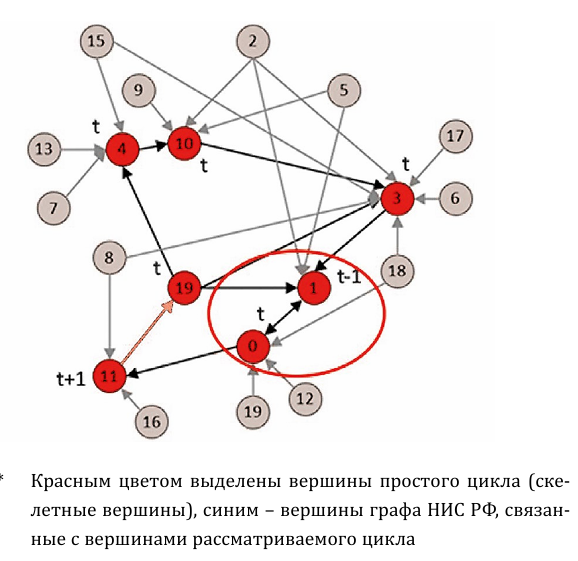 15
2
9
5
17
t
13
4
10
t
t
7
3
6
8
18
t
19
1
t-1
t
0
t+1
11
16
19
12
* Красным цветом выделены вершины простого цикла (ске-
летные вершины), синим – вершины графа НИС РФ, связан-
ные с вершинами рассматриваемого цикла